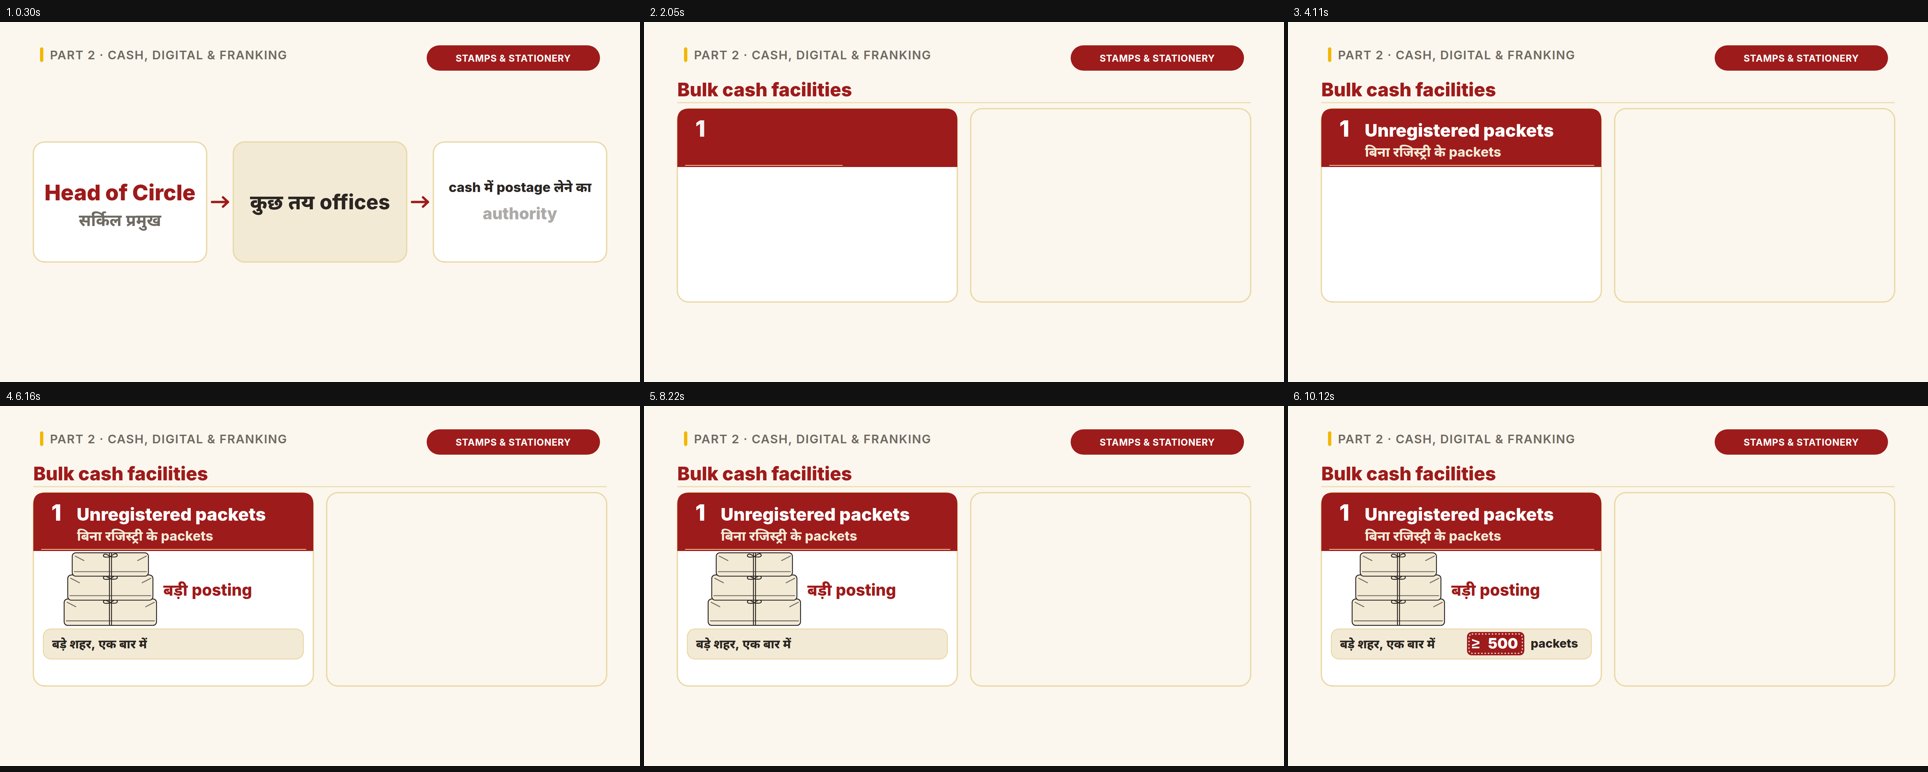 1. 0.30s
PART 2 · CASH, DIGITAL & FRANKING
STAMPS & STATIONERY
Head of Circle
सर्किल प्रमुख
कुछ तय offices
cash में postage लेने का
authority
2. 2.05s
PART 2 · CASH, DIGITAL & FRANKING
STAMPS & STATIONERY
Bulk cash facilities
1
3. 4.11s
PART 2 · CASH, DIGITAL & FRANKING
STAMPS & STATIONERY
Bulk cash facilities
1 Unregistered packets
बिना रजिस्ट्री के packets
4. 6.16s
PART 2 · CASH, DIGITAL & FRANKING
STAMPS & STATIONERY
Bulk cash facilities
1 Unregistered packets
बिना रजिस्ट्री के packets
बड़ी posting
बड़े शहर, एक बार में
5. 8.22s
PART 2 · CASH, DIGITAL & FRANKING
STAMPS & STATIONERY
Bulk cash facilities
1 Unregistered packets
बिना रजिस्ट्री के packets
बड़ी posting
बड़े शहर, एक बार में
6. 10.12s
PART 2 · CASH, DIGITAL & FRANKING
STAMPS & STATIONERY
Bulk cash facilities
1 Unregistered packets
बिना रजिस्ट्री के packets
बड़ी posting
बड़े शहर, एक बार में ≥ 500 packets